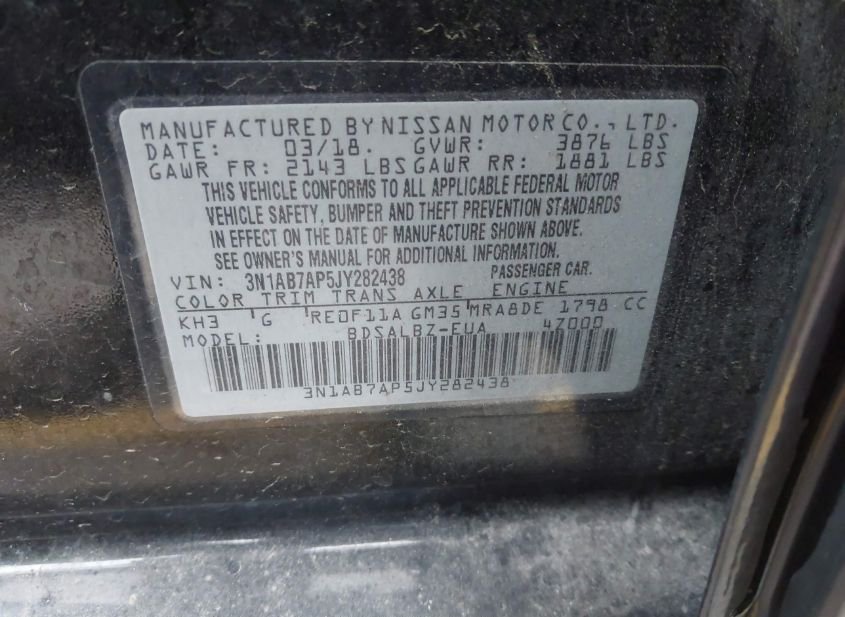 MANUFACTURED BY NISSAN MOTOR CO., LTD.
DATE: 03/18. GVWR: 3876 LBS
GAWR FR: 2143 LBS GAWR RR: 1881 LBS
THIS VEHICLE CONFORMS TO ALL APPLICABLE FEDERAL MOTOR
VEHICLE SAFETY, BUMPER AND THEFT PREVENTION STANDARDS
IN EFFECT ON THE DATE OF MANUFACTURE SHOWN ABOVE.
SEE OWNER'S MANUAL FOR ADDITIONAL INFORMATION.
VIN: 3N1AB7AP5JY282438 PASSENGER CAR.
COLOR TRIM TRANS AXLE ENGINE
KH3 G RE0F11A GM35 MRA8DE 1798 CC
MODEL: BDSALBZ-EUA 4Z000
3N1AB7AP5JY282438